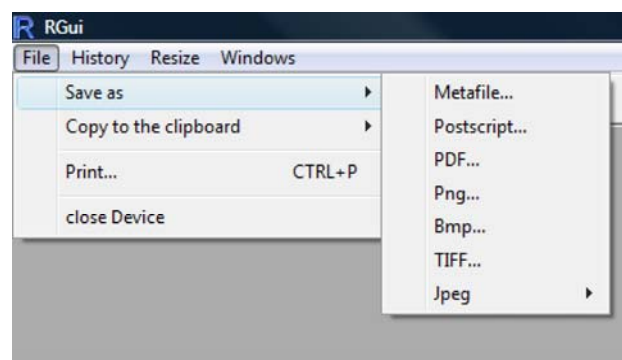 RGui
File History Resize Windows
Save as
Copy to the clipboard
Print... CTRL+P
close Device
Metafile...
Postscript...
PDF...
Png...
Bmp...
TIFF...
Jpeg